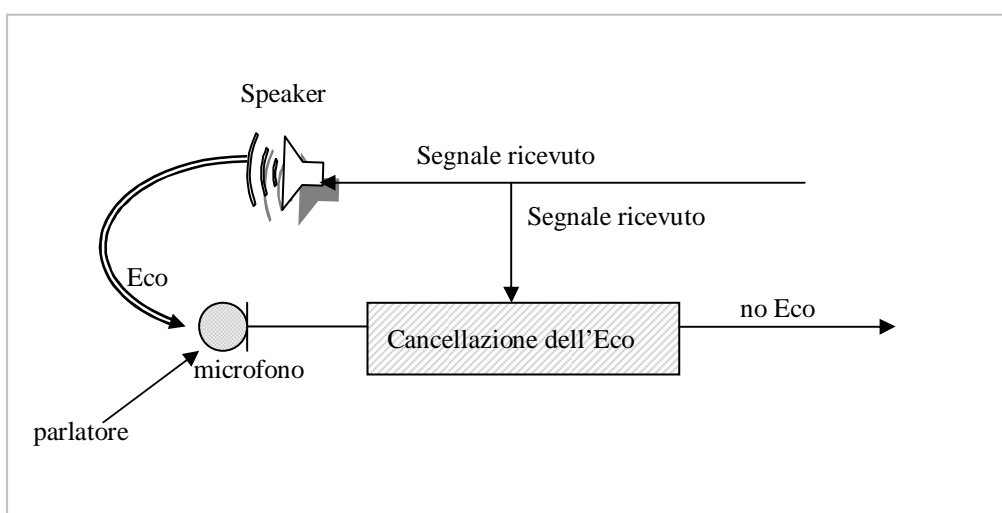 Speaker
Segnale ricevuto
Segnale ricevuto
Eco
no Eco
Cancellazione dell'Eco
microfono
parlatore